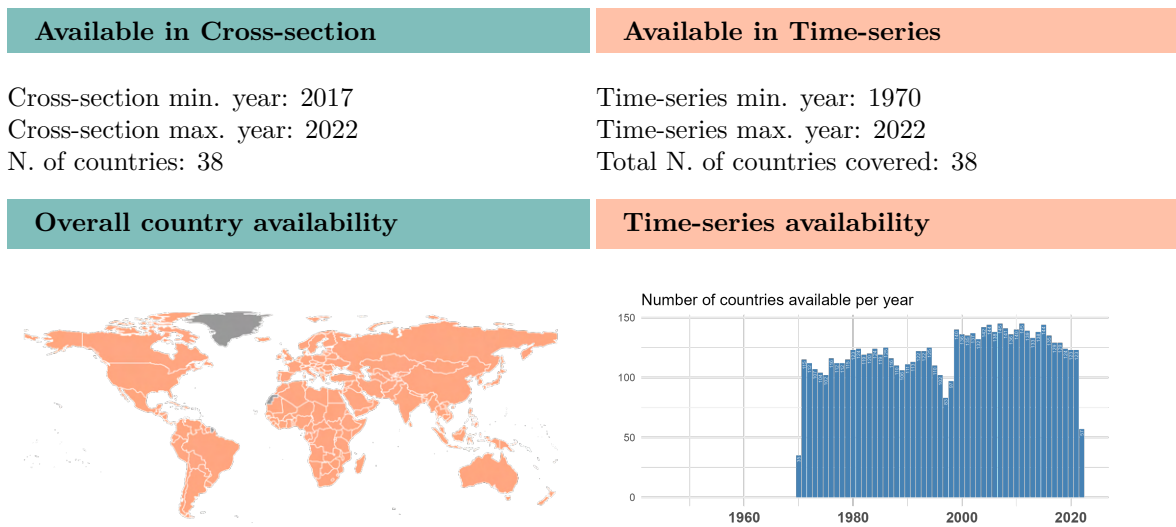 Available in Cross-section
Available in Time-series
Cross-section min. year: 2017
Cross-section max. year: 2022
N. of countries: 38
Time-series min. year: 1970
Time-series max. year: 2022
Total N. of countries covered: 38
Overall country availability
Time-series availability
Number of countries available per year
150
100
50
0
1960
1980
2000
2020